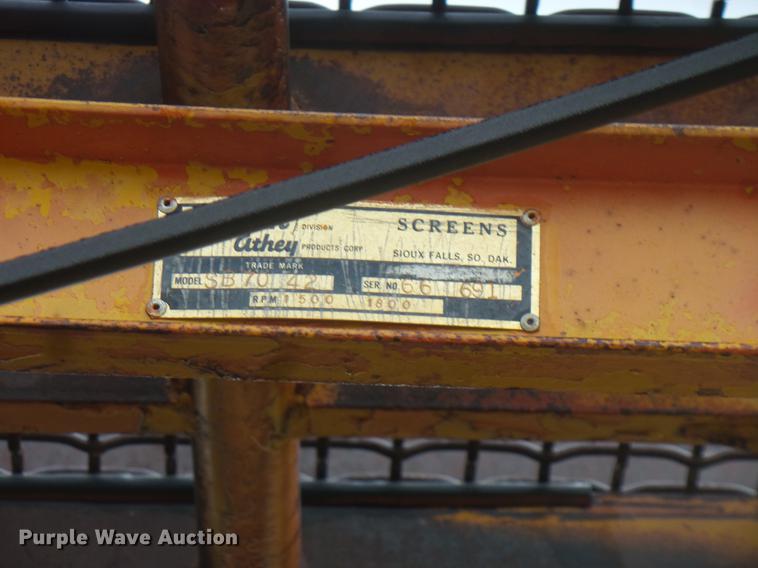 DIVISION SCREENS
Athey PRODUCTS CORP. SIOUX FALLS, SO. DAK.
TRADE MARK
MODEL SB 70 42 SER. NO. 66 691
RPM 1500 1800
Purple Wave Auction